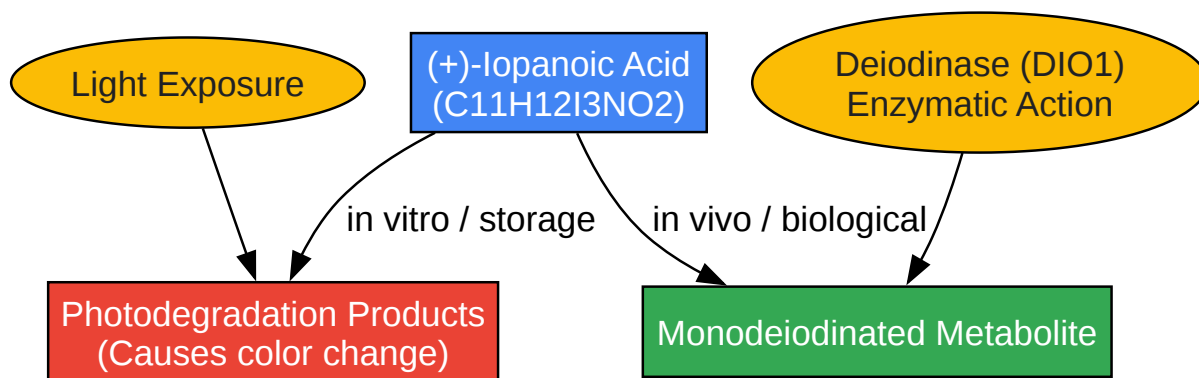 Light Exposure
(+)-Iopanoic Acid
(C11H12I3NO2)
Deiodinase (DIO1)
Enzymatic Action
in vitro / storage
in vivo / biological
Photodegradation Products
(Causes color change)
Monodeiodinated Metabolite